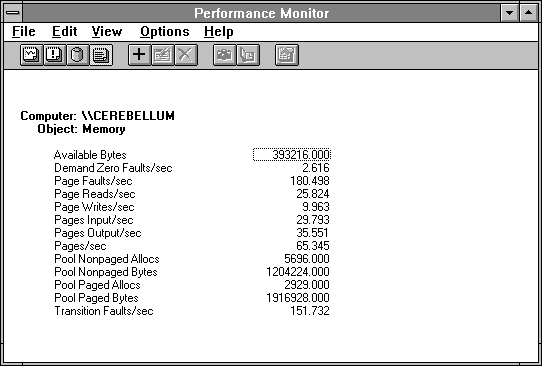 Performance Monitor
File Edit View Options Help
Computer: \\CEREBELLUM
Object: Memory
Available Bytes 393216.000
Demand Zero Faults/sec 2.616
Page Faults/sec 180.498
Page Reads/sec 25.824
Page Writes/sec 9.963
Pages Input/sec 29.793
Pages Output/sec 35.551
Pages/sec 65.345
Pool Nonpaged Allocs 5696.000
Pool Nonpaged Bytes 1204224.000
Pool Paged Allocs 2929.000
Pool Paged Bytes 1916928.000
Transition Faults/sec 151.732